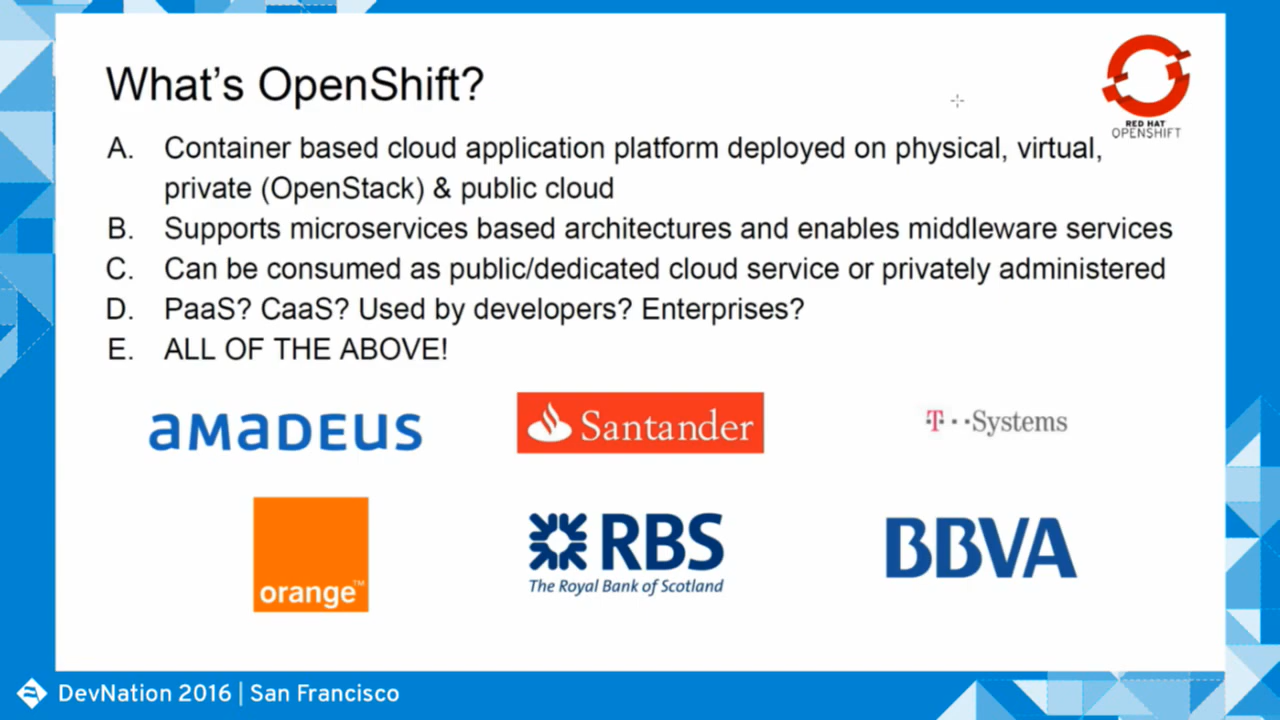 What's OpenShift?
RED HAT
OPENSHIFT
A. Container based cloud application platform deployed on physical, virtual,
private (OpenStack) & public cloud
B. Supports microservices based architectures and enables middleware services
C. Can be consumed as public/dedicated cloud service or privately administered
D. PaaS? CaaS? Used by developers? Enterprises?
E. ALL OF THE ABOVE!
amadeus
Santander
T··Systems
orange™
RBS
The Royal Bank of Scotland
BBVA
DevNation 2016 | San Francisco